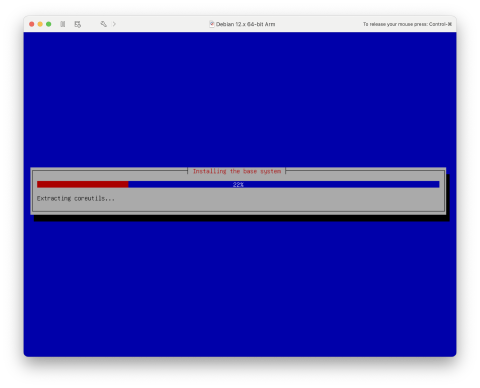 Debian 12.x 64-bit Arm
To release your mouse press: Control-⌘
Installing the base system
22%
Extracting coreutils...